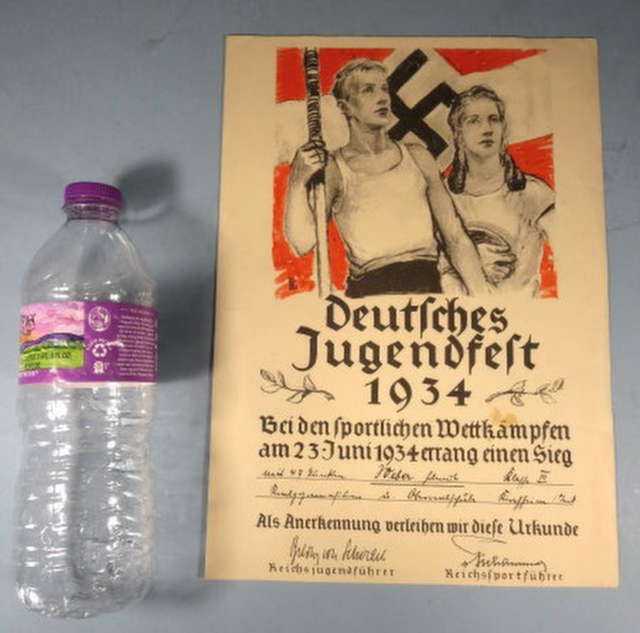 Deutsches
Jugendfest
1934
Bei den sportlichen Wettkämpfen
am 23. Juni 1934 errang einen Sieg
mit 47 Punkten
Als Anerkennung verleihen wir diese Urkunde
Reichsjugendführer
Reichssportführer